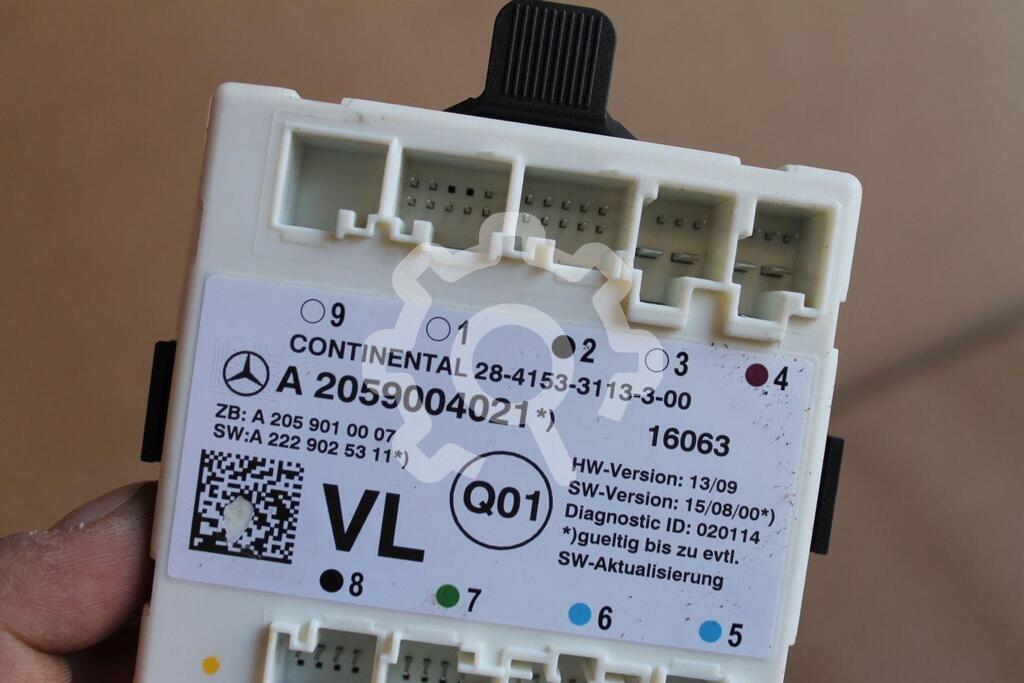 9
1
2
3
4
CONTINENTAL 28-4153-3113-3-00
A 2059004021*)
16063
ZB: A 205 901 00 07
SW:A 222 902 53 11*)
HW-Version: 13/09
SW-Version: 15/08/00*)
Diagnostic ID: 020114
*)gueltig bis zu evtl.
SW-Aktualisierung
VL
Q01
8
7
6
5